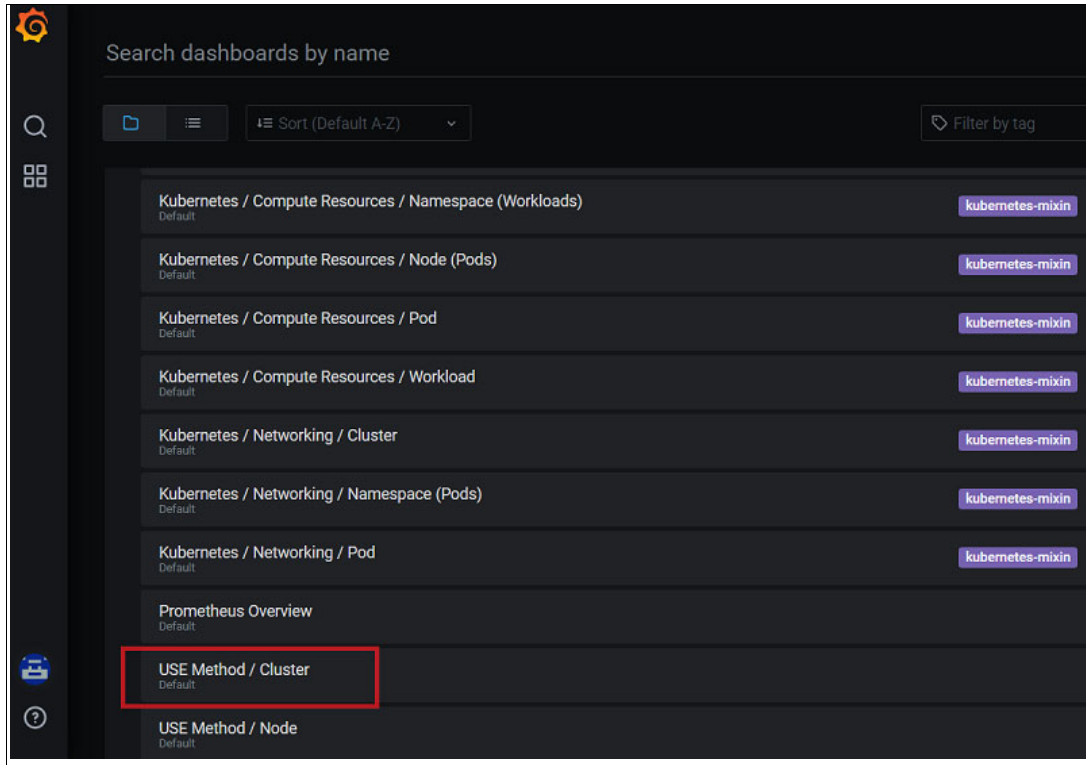 Search dashboards by name
Sort (Default A-Z)
Filter by tag
Kubernetes / Compute Resources / Namespace (Workloads)
Default
kubernetes-mixin
Kubernetes / Compute Resources / Node (Pods)
Default
kubernetes-mixin
Kubernetes / Compute Resources / Pod
Default
kubernetes-mixin
Kubernetes / Compute Resources / Workload
Default
kubernetes-mixin
Kubernetes / Networking / Cluster
Default
kubernetes-mixin
Kubernetes / Networking / Namespace (Pods)
Default
kubernetes-mixin
Kubernetes / Networking / Pod
Default
kubernetes-mixin
Prometheus Overview
Default
USE Method / Cluster
Default
USE Method / Node
Default